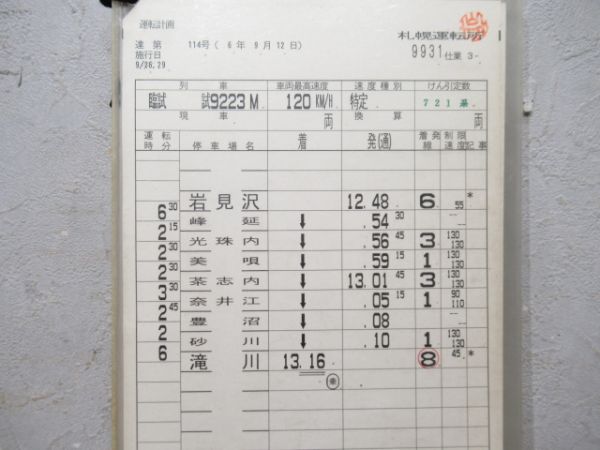 運転計画
達 第 114号 ( 6年 9月12日)
施行日
9/26,29
札幌運転所
9931 仕業 3-
列 車 車両最高速度 速度種別 けん引定数
臨試 試9223M 120 KM/H 特定 721系.
現 車 両 換 算 両
運転時分 停車場名 着 発(通) 着発線 制限速度 記事
岩見沢 12.48 6 55 *
6 30
峰延 ↓ .54 30 -- --
2 15
光珠内 ↓ .56 45 3 130 130
2 30
美唄 ↓ .59 15 1 130 130
2 30
茶志内 ↓ 13.01 45 3 130 130
3 30
奈井江 ↓ .05 15 1 90 110
2 45
豊沼 ↓ .08 -- --
2
砂川 ↓ .10 1 130 130
6
滝川 13.16 8 45 *